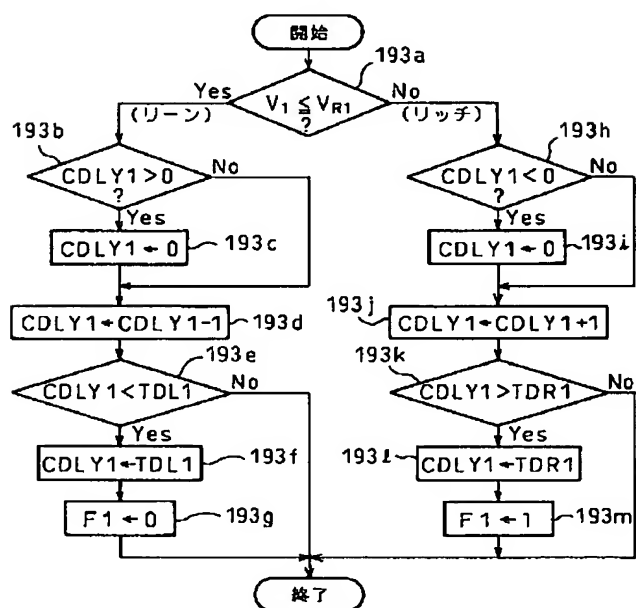 開始
193a
Yes
No
V1≦VR1
?
(リーン)
(リッチ)
193b
193h
CDLY1>0
?
No
CDLY1<0
?
No
Yes
Yes
CDLY1←0
193c
CDLY1←0
193i
193j
CDLY1←CDLY1-1
193d
CDLY1←CDLY1+1
193e
193k
CDLY1<TDL1
No
CDLY1>TDR1
No
Yes
Yes
CDLY1←TDL1
193f
193l
CDLY1←TDR1
F1←0
193g
F1←1
193m
終了